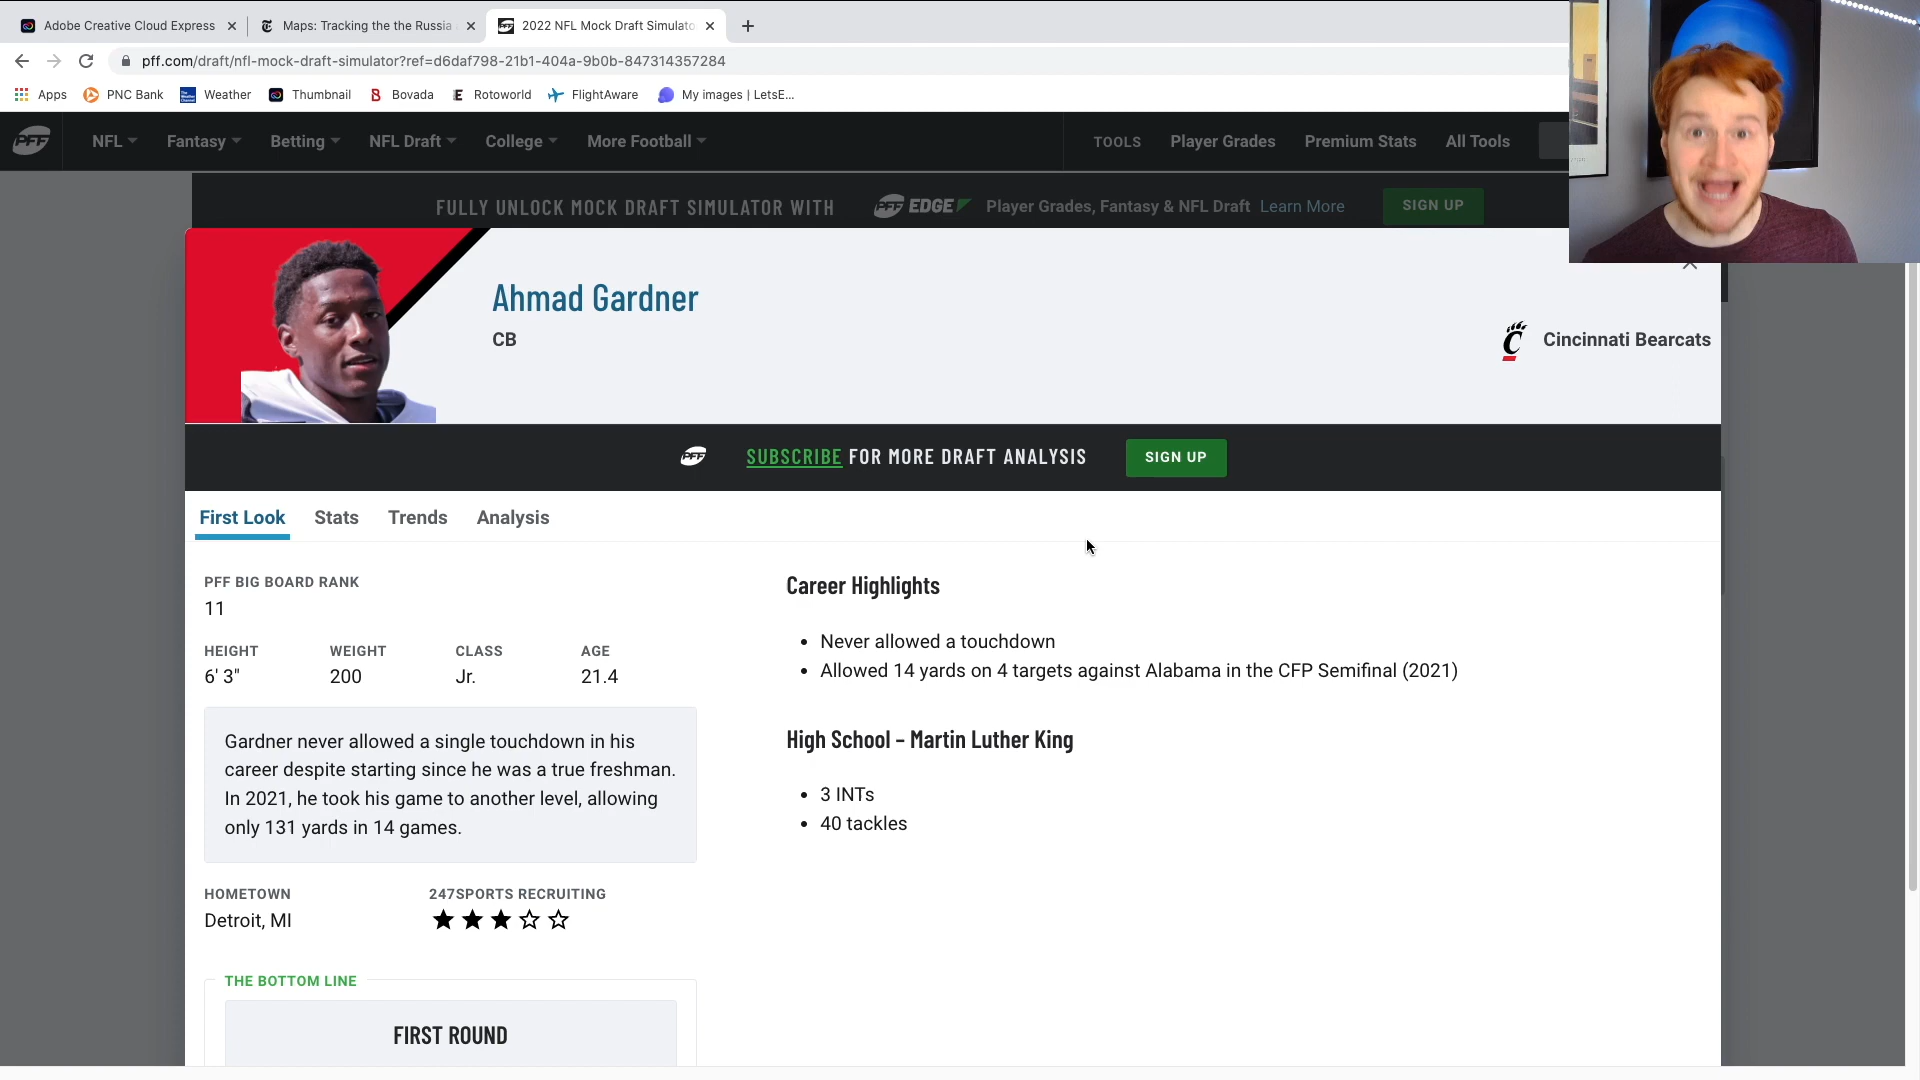 Adobe Creative Cloud Express
Maps: Tracking the the Russia
2022 NFL Mock Draft Simulato
pff.com/draft/nfl-mock-draft-simulator?ref=d6daf798-21b1-404a-9b0b-847314357284
Apps PNC Bank Weather Thumbnail Bovada Rotoworld FlightAware My images | LetsE...
PFF NFL Fantasy Betting NFL Draft College More Football TOOLS Player Grades Premium Stats All Tools
FULLY UNLOCK MOCK DRAFT SIMULATOR WITH PFF EDGE Player Grades, Fantasy & NFL Draft Learn More SIGN UP
Ahmad Gardner
CB
Cincinnati Bearcats
PFF SUBSCRIBE FOR MORE DRAFT ANALYSIS SIGN UP
First Look Stats Trends Analysis
PFF BIG BOARD RANK
11
HEIGHT WEIGHT CLASS AGE
6' 3" 200 Jr. 21.4
Gardner never allowed a single touchdown in his
career despite starting since he was a true freshman.
In 2021, he took his game to another level, allowing
only 131 yards in 14 games.
HOMETOWN 247SPORTS RECRUITING
Detroit, MI
THE BOTTOM LINE
FIRST ROUND
Career Highlights
Never allowed a touchdown
Allowed 14 yards on 4 targets against Alabama in the CFP Semifinal (2021)
High School – Martin Luther King
3 INTs
40 tackles